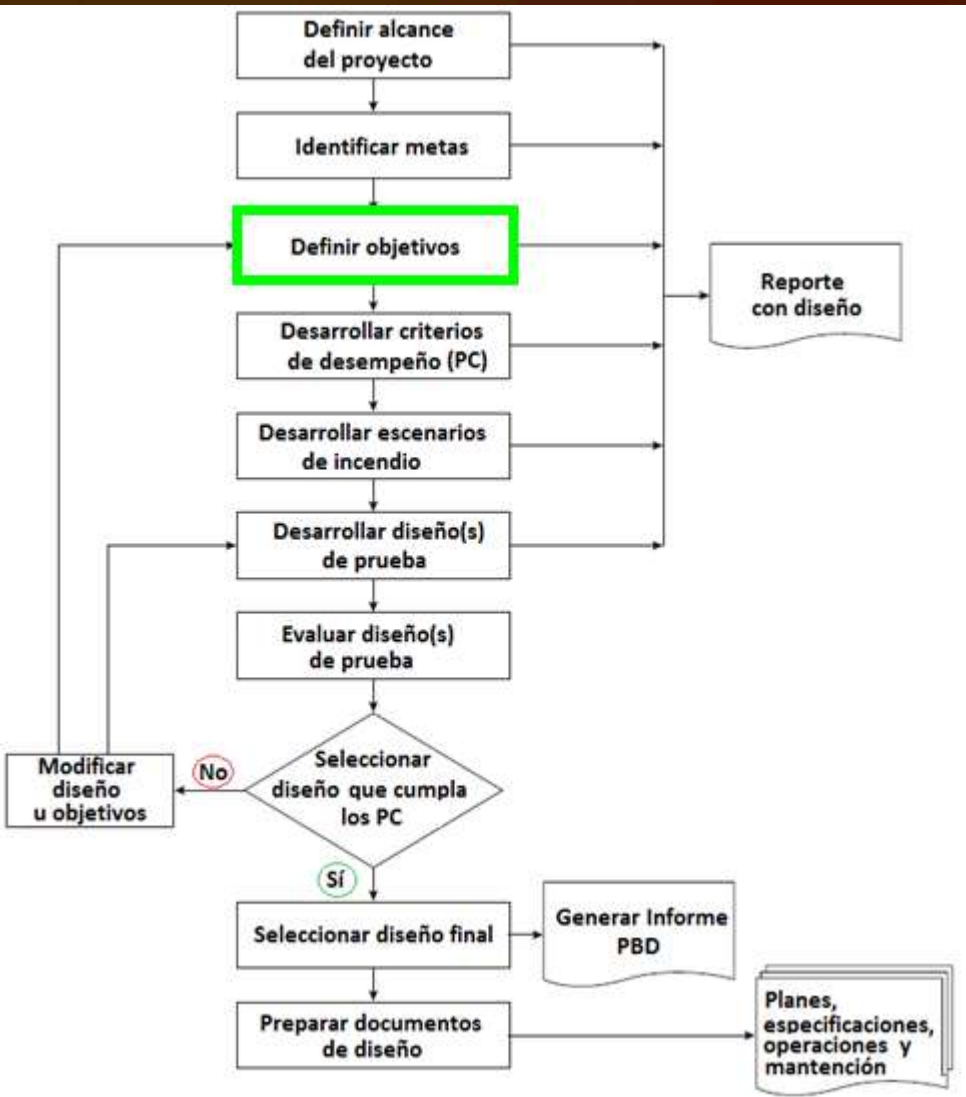 Definir alcance
del proyecto
Identificar metas
Definir objetivos
Reporte
con diseño
Desarrollar criterios
de desempeño (PC)
Desarrollar escenarios
de incendio
Desarrollar diseño(s)
de prueba
Evaluar diseño(s)
de prueba
Modificar
diseño
u objetivos
No
Seleccionar
diseño que cumpla
los PC
Sí
Seleccionar diseño final
Generar Informe
PBD
Preparar documentos
de diseño
Planes,
especificaciones,
operaciones y
mantención